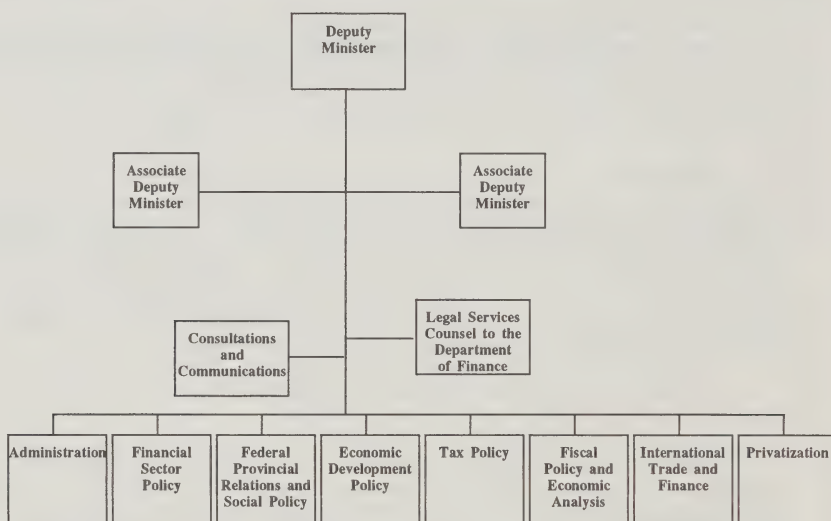 Deputy
Minister
Associate
Deputy
Minister
Associate
Deputy
Minister
Consultations
and
Communications
Legal Services
Counsel to the
Department
of Finance
Administration
Financial
Sector
Policy
Federal
Provincial
Relations and
Social Policy
Economic
Development
Policy
Tax Policy
Fiscal
Policy and
Economic
Analysis
International
Trade and
Finance
Privatization